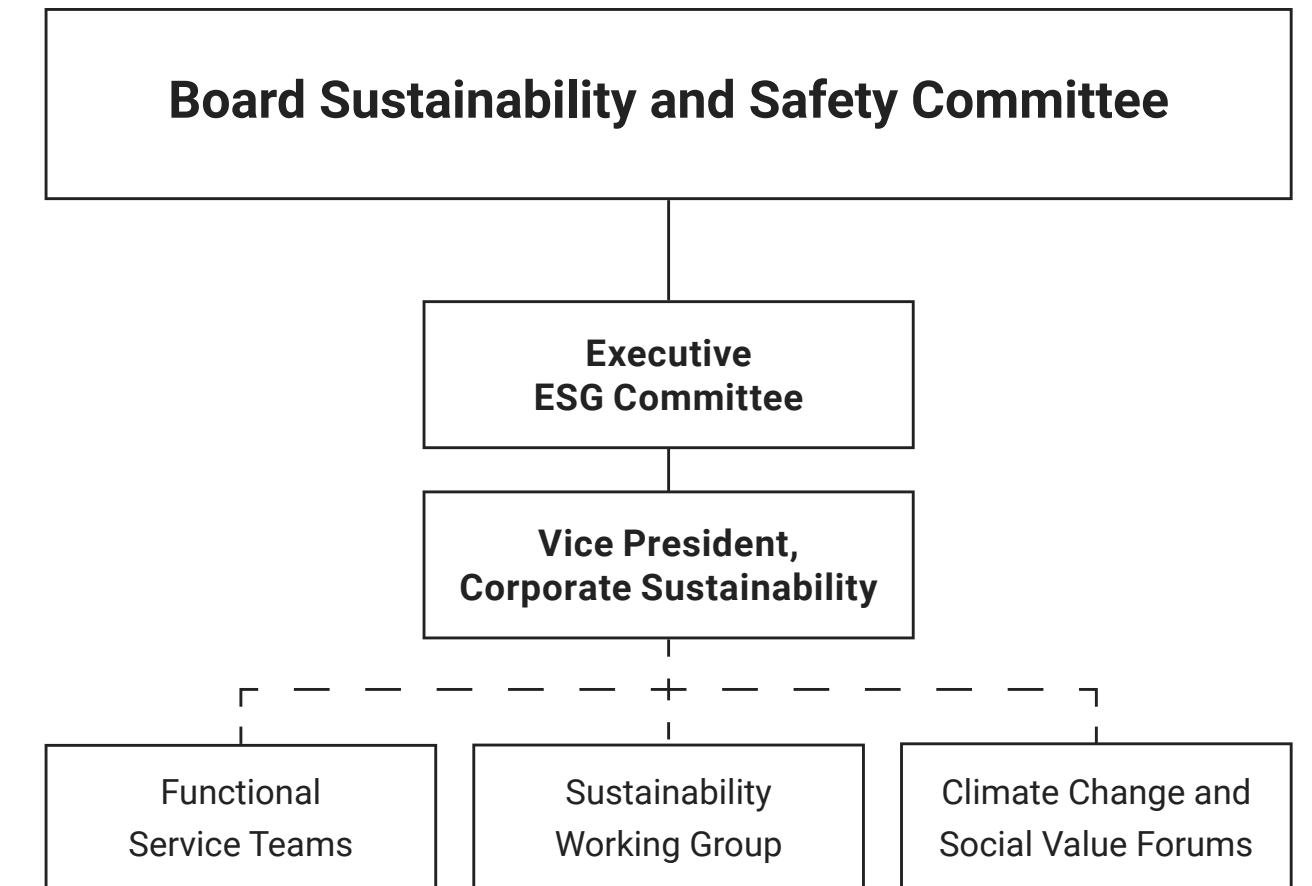 Board Sustainability and Safety Committee
Executive
ESG Committee
Vice President,
Corporate Sustainability
Functional
Service Teams
Sustainability
Working Group
Climate Change and
Social Value Forums